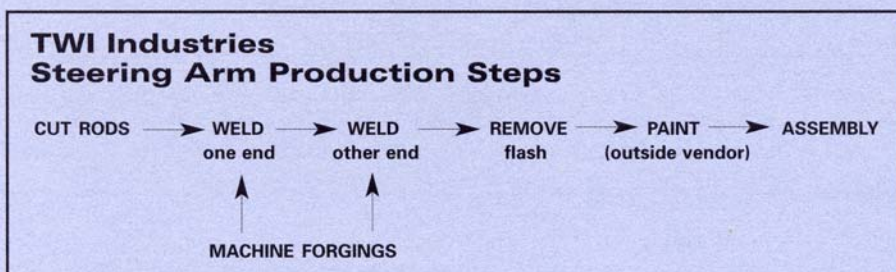 TWI Industries
Steering Arm Production Steps
CUT RODS WELD WELD REMOVE PAINT ASSEMBLY
one end other end flash (outside vendor)
MACHINE FORGINGS